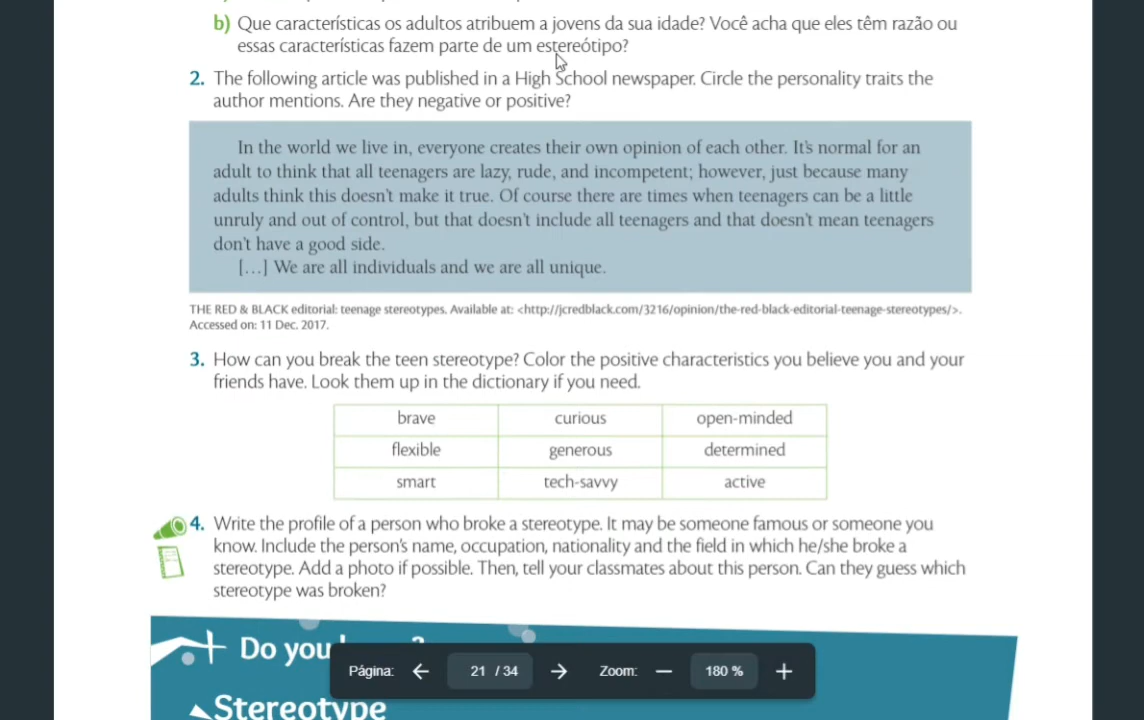 b) Que características os adultos atribuem a jovens da sua idade? Você acha que eles têm razão ou
essas características fazem parte de um estereótipo?
2. The following article was published in a High School newspaper. Circle the personality traits the
author mentions. Are they negative or positive?
In the world we live in, everyone creates their own opinion of each other. It's normal for an
adult to think that all teenagers are lazy, rude, and incompetent; however, just because many
adults think this doesn't make it true. Of course there are times when teenagers can be a little
unruly and out of control, but that doesn't include all teenagers and that doesn't mean teenagers
don't have a good side.
[…] We are all individuals and we are all unique.
THE RED & BLACK editorial: teenage stereotypes. Available at: <http://jcredblack.com/3216/opinion/the-red-black-editorial-teenage-stereotypes/>.
Accessed on: 11 Dec. 2017.
3. How can you break the teen stereotype? Color the positive characteristics you believe you and your
friends have. Look them up in the dictionary if you need.
brave curious open-minded
flexible generous determined
smart tech-savvy active
4. Write the profile of a person who broke a stereotype. It may be someone famous or someone you
know. Include the person's name, occupation, nationality and the field in which he/she broke a
stereotype. Add a photo if possible. Then, tell your classmates about this person. Can they guess which
stereotype was broken?
Do you
Página: 21 / 34 Zoom: 180 %
Stereotype